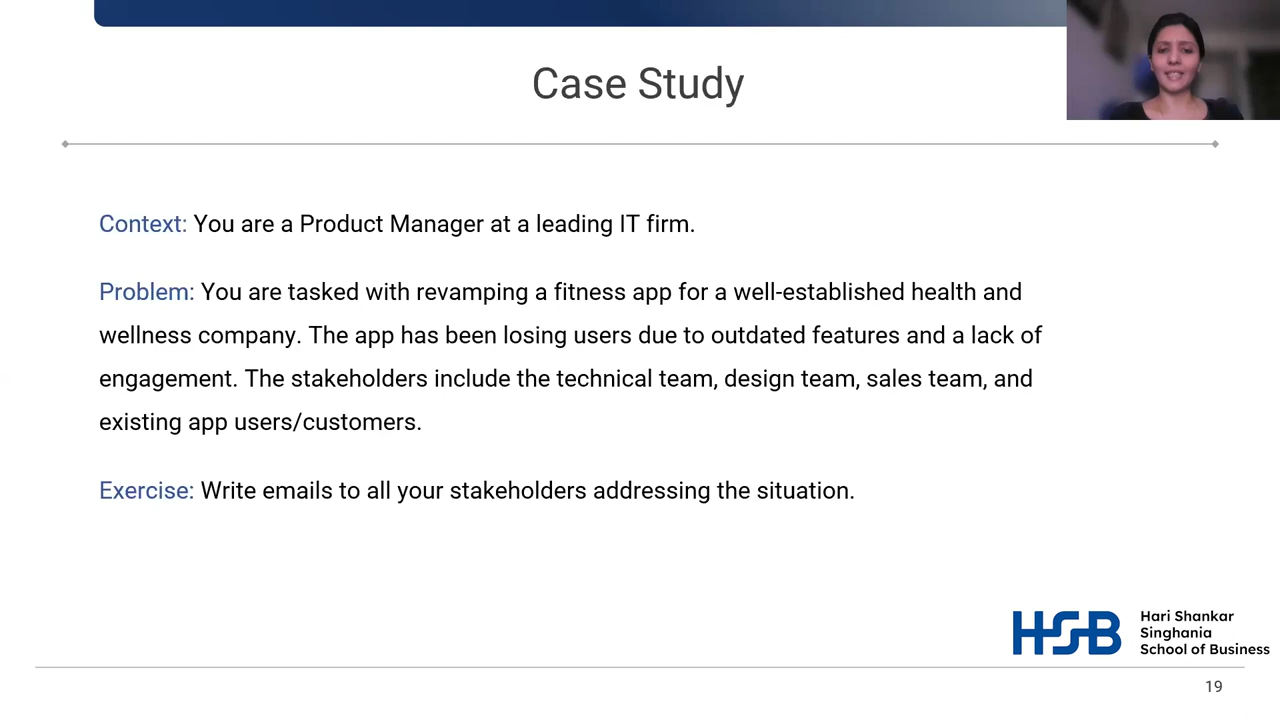 Case Study
Context: You are a Product Manager at a leading IT firm.
Problem: You are tasked with revamping a fitness app for a well-established health and
wellness company. The app has been losing users due to outdated features and a lack of
engagement. The stakeholders include the technical team, design team, sales team, and
existing app users/customers.
Exercise: Write emails to all your stakeholders addressing the situation.
HSB
Hari Shankar
Singhania
School of Business
19